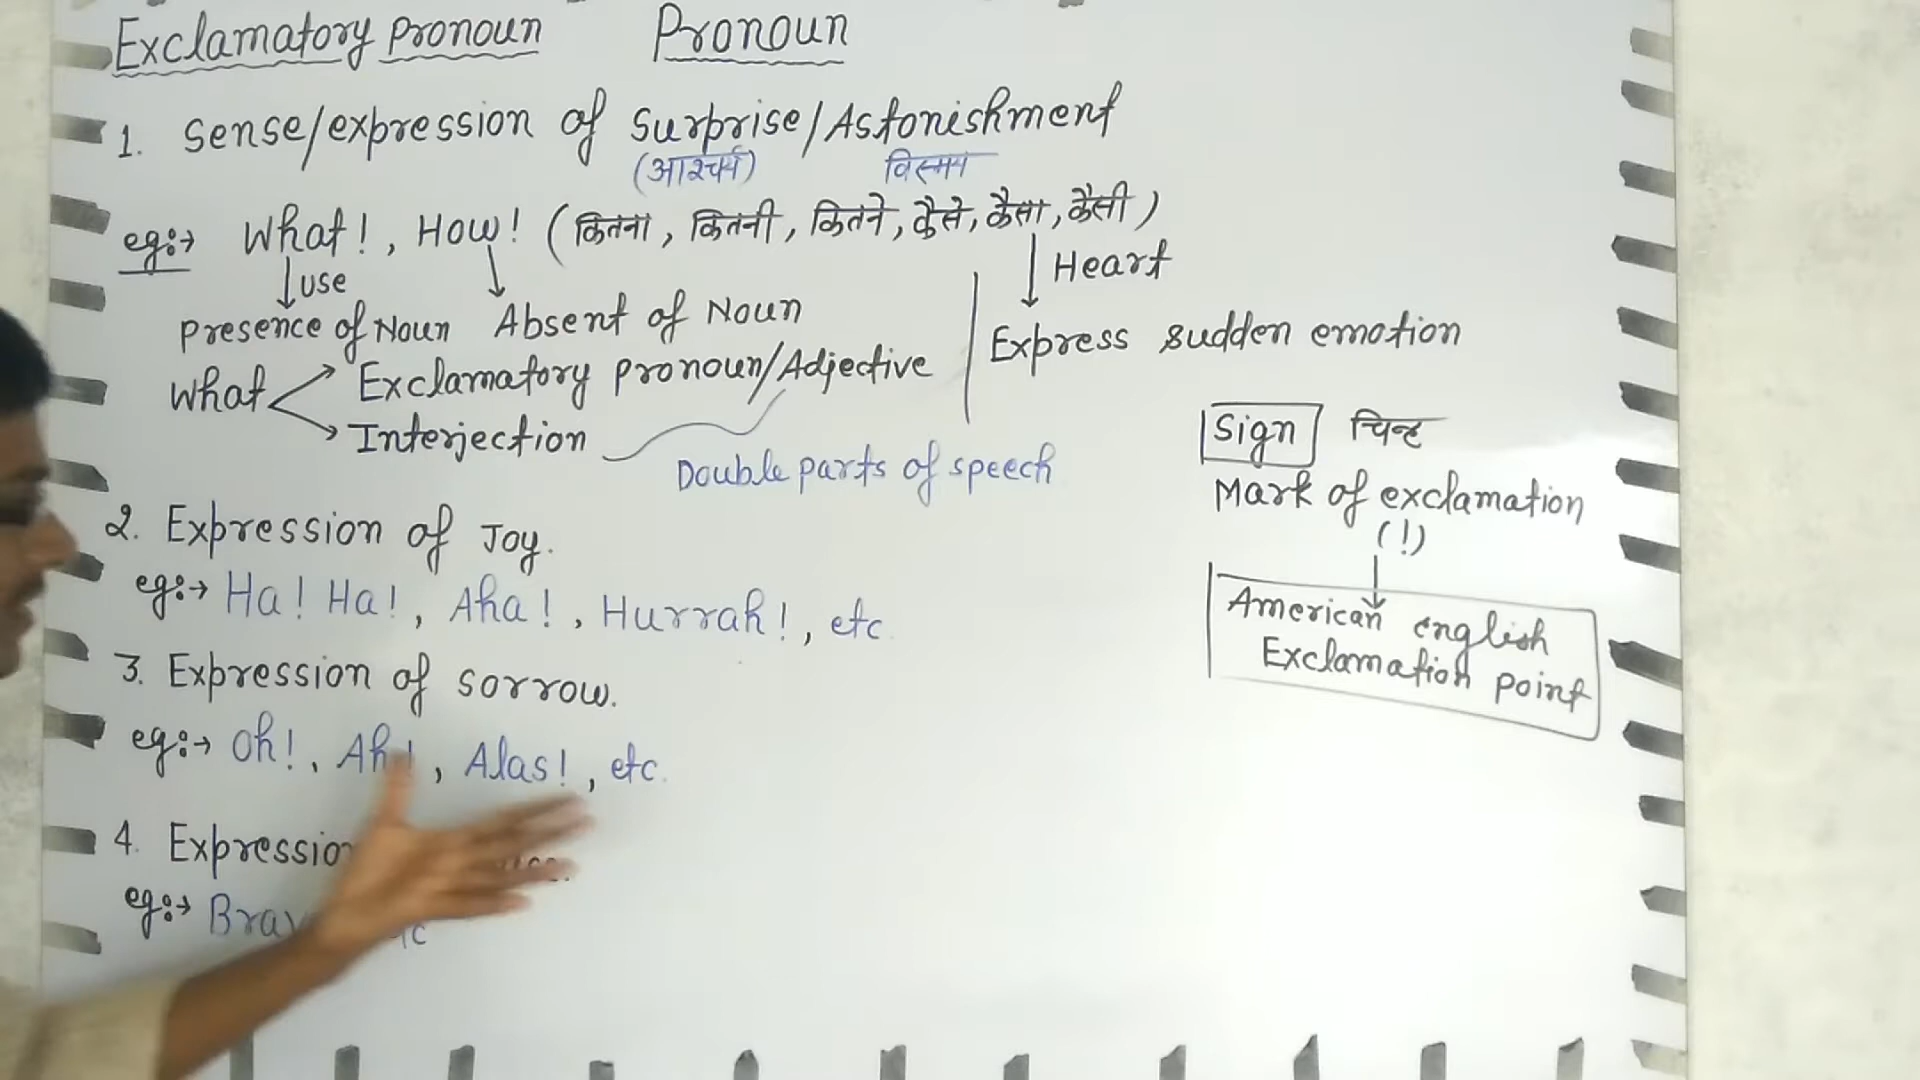 Exclamatory pronoun Pronoun
1. Sense/expression of surprise/Astonishment
(आश्चर्य) विस्मय
eg:→ What!, How! (कितना, कितनी, कितने, कैसे, कैसा, कैसी)
use
Heart
Presence of Noun Absent of Noun
Express sudden emotion
What Exclamatory pronoun/Adjective
Interjection
Double parts of speech
Sign चिन्ह
Mark of exclamation
(!)
American english
Exclamation point
2. Expression of Joy.
eg:→ Ha! Ha!, Aha!, Hurrah!, etc
3. Expression of sorrow.
eg:→ Oh!, Ah!, Alas!, etc.
4.
eg:→